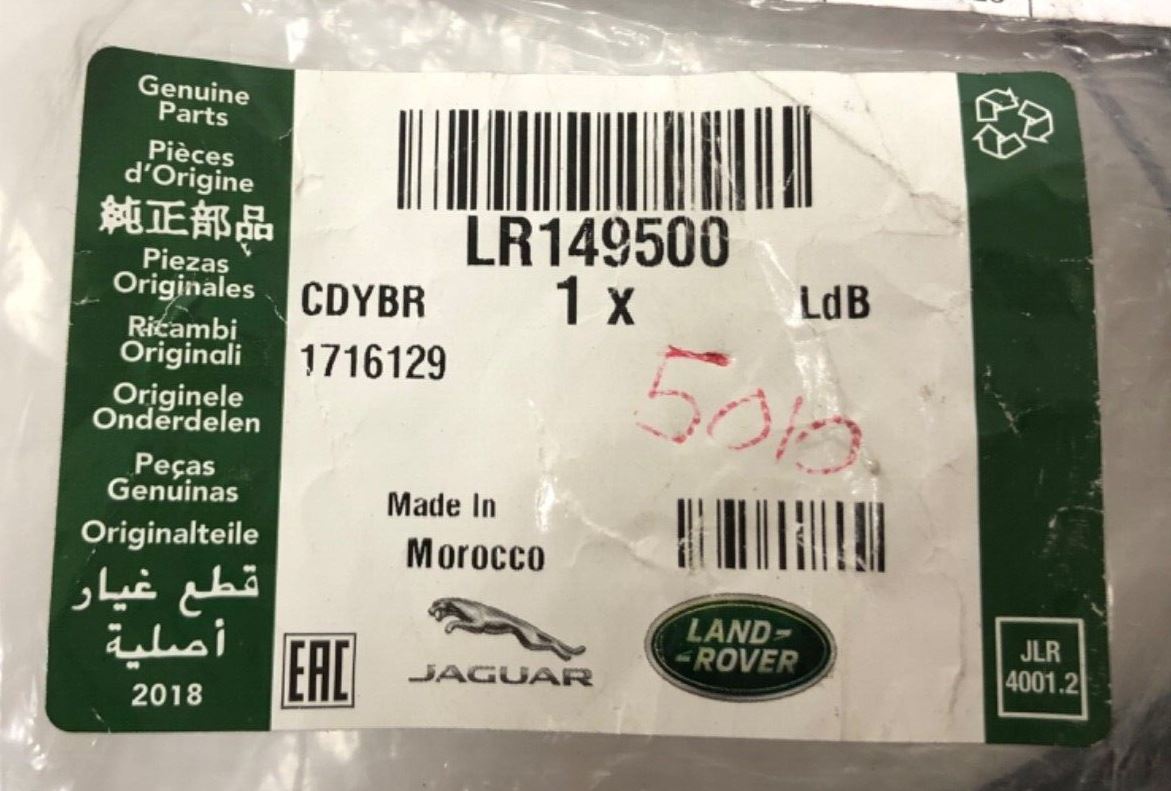 Genuine
Parts
Pièces
d'Origine
純正部品
Piezas
Originales
Ricambi
Originali
Originele
Onderdelen
Peças
Genuinas
Originalteile
قطع غيار
أصلية
2018
LR149500
CDYBR
1 x
LdB
1716129
Made In
Morocco
EAC
JAGUAR
LAND-
-ROVER
JLR
4001.2